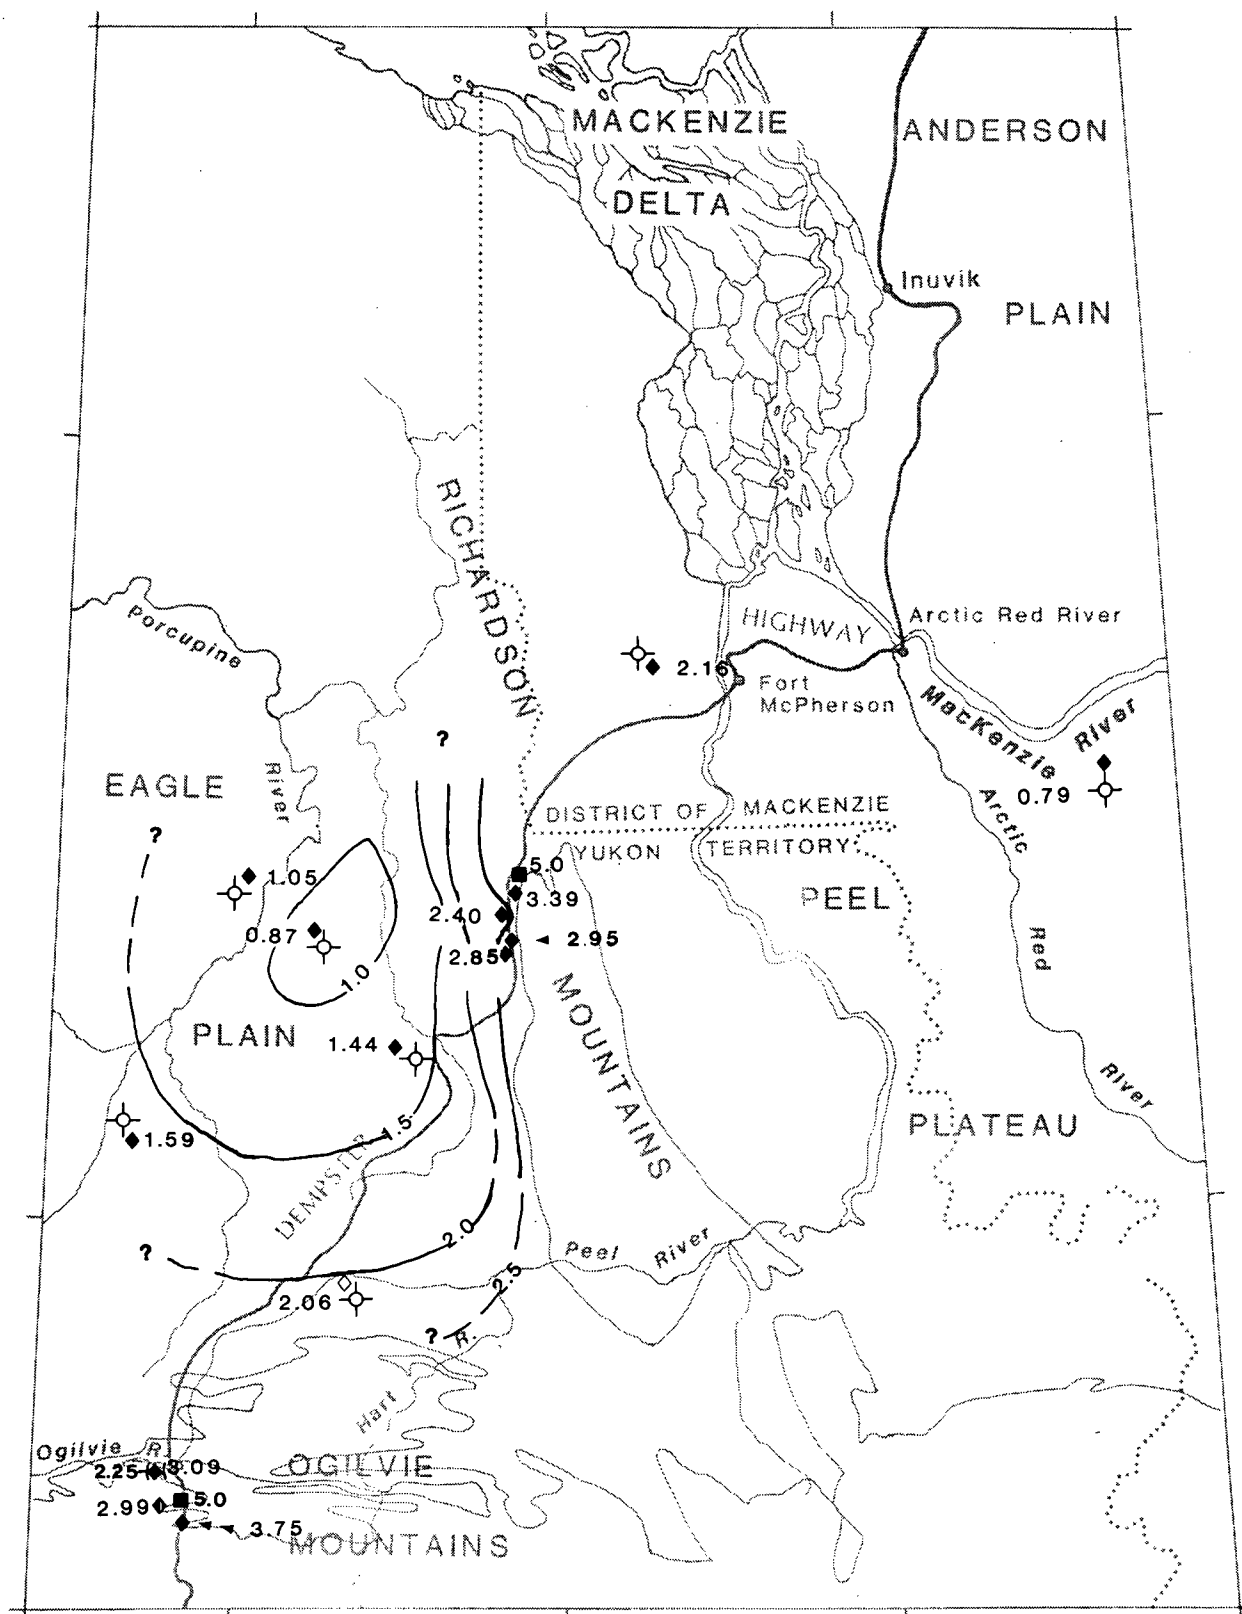 MACKENZIE
ANDERSON
DELTA
Inuvik
PLAIN
RICHARDSON
Porcupine
HIGHWAY
Arctic Red River
2.16
Fort
McPherson
MacKenzie River
?
EAGLE
River
0.79
Arctic
DISTRICT OF MACKENZIE
?
YUKON TERRITORY
5.0
1.05
3.39
PEEL
2.40
0.87
2.95
Red
2.85
1.0
MOUNTAINS
PLAIN
1.44
River
1.5
PLATEAU
1.59
DEMPSTER
2.0
?
Peel River
2.5
2.06
? R.
Hart
Ogilvie R.
2.25 3.09
OGILVIE
2.99 5.0
3.75
MOUNTAINS